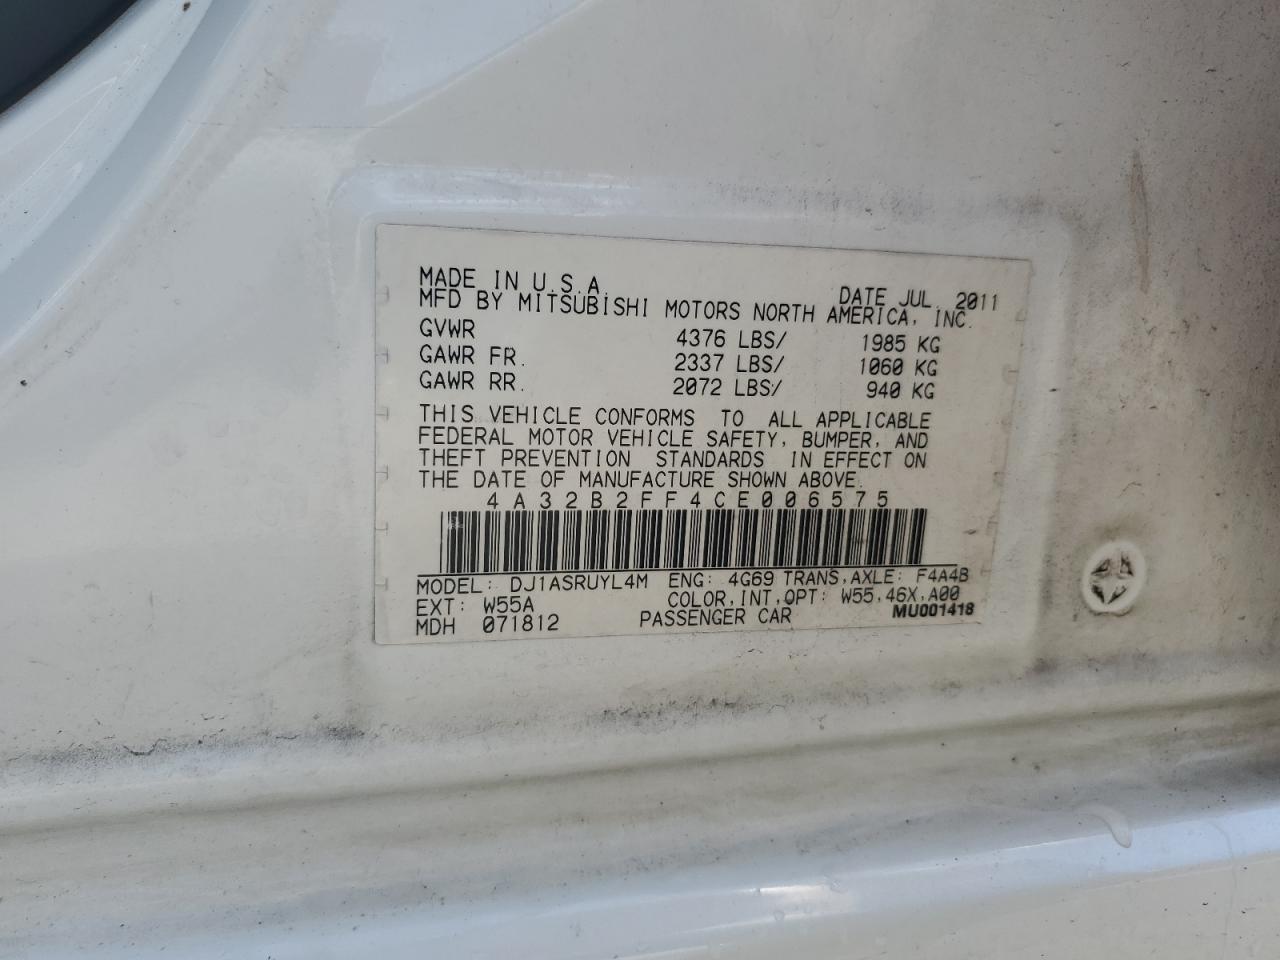 MADE IN U.S.A. DATE JUL. 2011
MFD BY MITSUBISHI MOTORS NORTH AMERICA, INC.
GVWR 4376 LBS/ 1985 KG
GAWR FR. 2337 LBS/ 1060 KG
GAWR RR. 2072 LBS/ 940 KG
THIS VEHICLE CONFORMS TO ALL APPLICABLE
FEDERAL MOTOR VEHICLE SAFETY, BUMPER, AND
THEFT PREVENTION STANDARDS IN EFFECT ON
THE DATE OF MANUFACTURE SHOWN ABOVE.
4A32B2FF4CE006575
MODEL: DJ1ASRUYL4M ENG: 4G69 TRANS,AXLE: F4A4B
EXT: W55A COLOR,INT,OPT: W55,46X,A00
MDH 071812 PASSENGER CAR MU001418